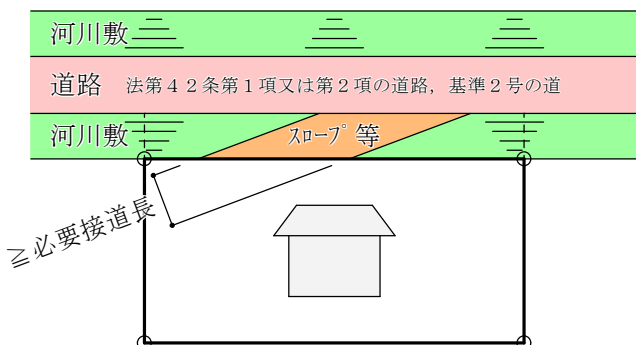 河川敷
道路 法第４２条第１項又は第２項の道路，基準２号の道
河川敷 ｽﾛｰﾌﾟ等
≧必要接道長